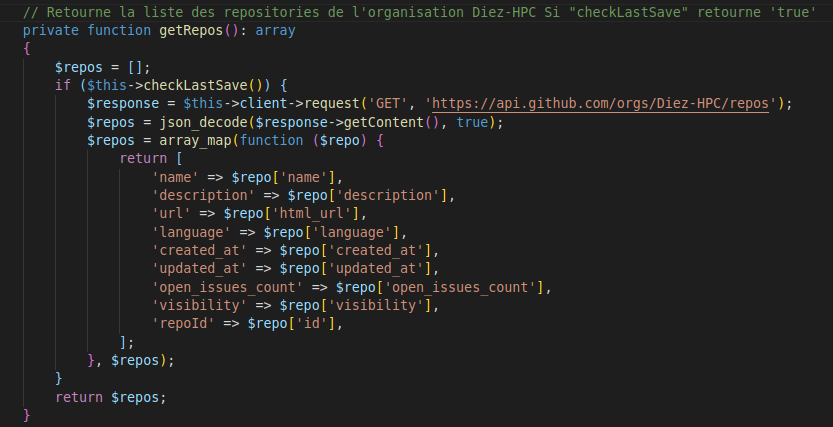 // Retourne la liste des repositories de l'organisation Diez-HPC Si "checkLastSave" retourne 'true'
private function getRepos(): array
{
    $repos = [];
    if ($this->checkLastSave()) {
        $response = $this->client->request('GET', 'https://api.github.com/orgs/Diez-HPC/repos');
        $repos = json_decode($response->getContent(), true);
        $repos = array_map(function ($repo) {
            return [
                'name' => $repo['name'],
                'description' => $repo['description'],
                'url' => $repo['html_url'],
                'language' => $repo['language'],
                'created_at' => $repo['created_at'],
                'updated_at' => $repo['updated_at'],
                'open_issues_count' => $repo['open_issues_count'],
                'visibility' => $repo['visibility'],
                'repoId' => $repo['id'],
            ];
        }, $repos);
    }
    return $repos;
}